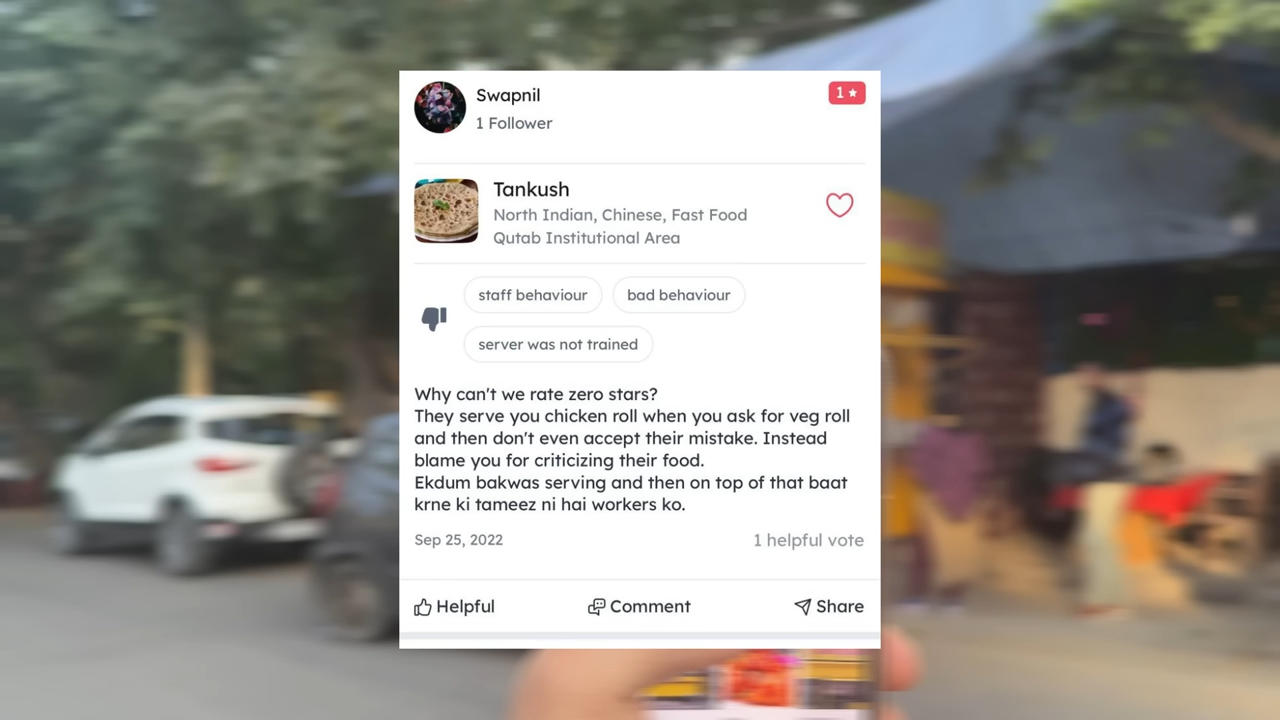 Swapnil
1 ★
1 Follower
Tankush
North Indian, Chinese, Fast Food
Qutab Institutional Area
staff behaviour
bad behaviour
server was not trained
Why can't we rate zero stars?
They serve you chicken roll when you ask for veg roll
and then don't even accept their mistake. Instead
blame you for criticizing their food.
Ekdum bakwas serving and then on top of that baat
krne ki tameez ni hai workers ko.
Sep 25, 2022
1 helpful vote
Helpful
Comment
Share